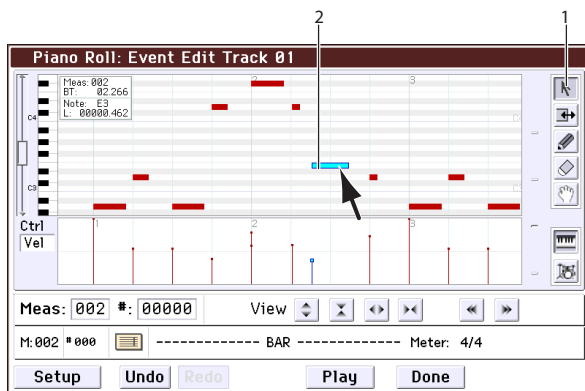 2 1
Piano Roll: Event Edit Track 01
Meas: 002
BT: 02.266
Note: E3
L: 00000.462
2 3
C4
C3
Ctrl
Vel
1 2 3
Meas: 002 #: 00000 View
M:002 #000 --------------- BAR --------------- Meter: 4/4
Setup Undo Redo Play Done